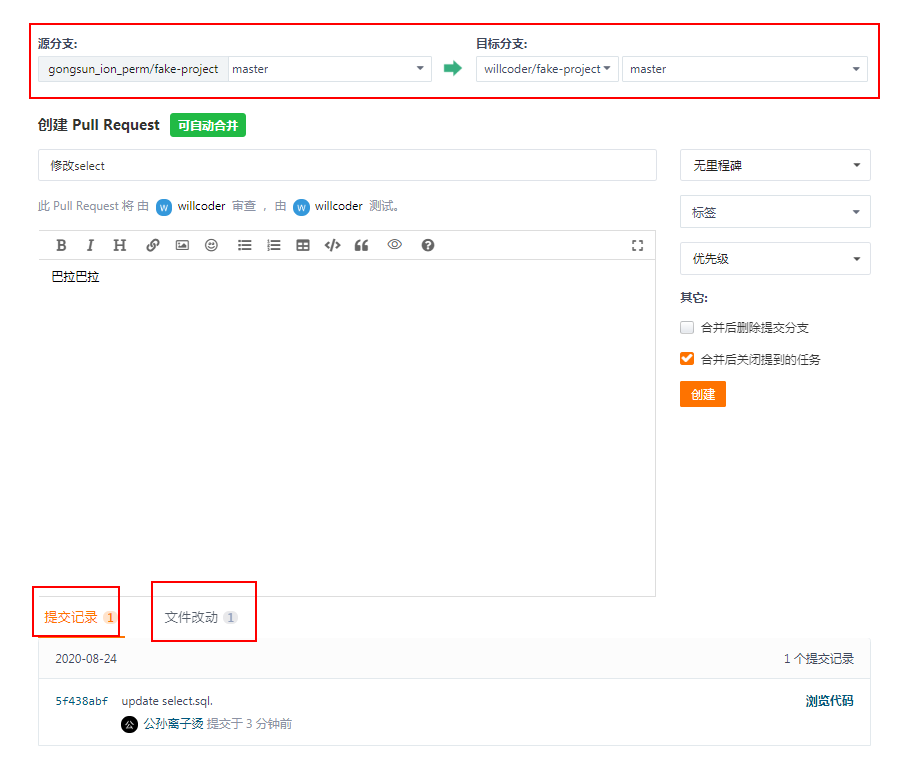 源分支:
目标分支:
gongsun_ion_perm/fake-project master
willcoder/fake-project master
创建 Pull Request 可自动合并
修改select
无里程碑
此 Pull Request 将 由 W willcoder 审查 ， 由 W willcoder 测试。
标签
B I H
巴拉巴拉
优先级
其它:
合并后删除提交分支
合并后关闭提到的任务
创建
提交记录 1 文件改动 1
2020-08-24 1 个提交记录
5f438abf update select.sql. 浏览代码
公 公孙离子烫 提交于 3 分钟前